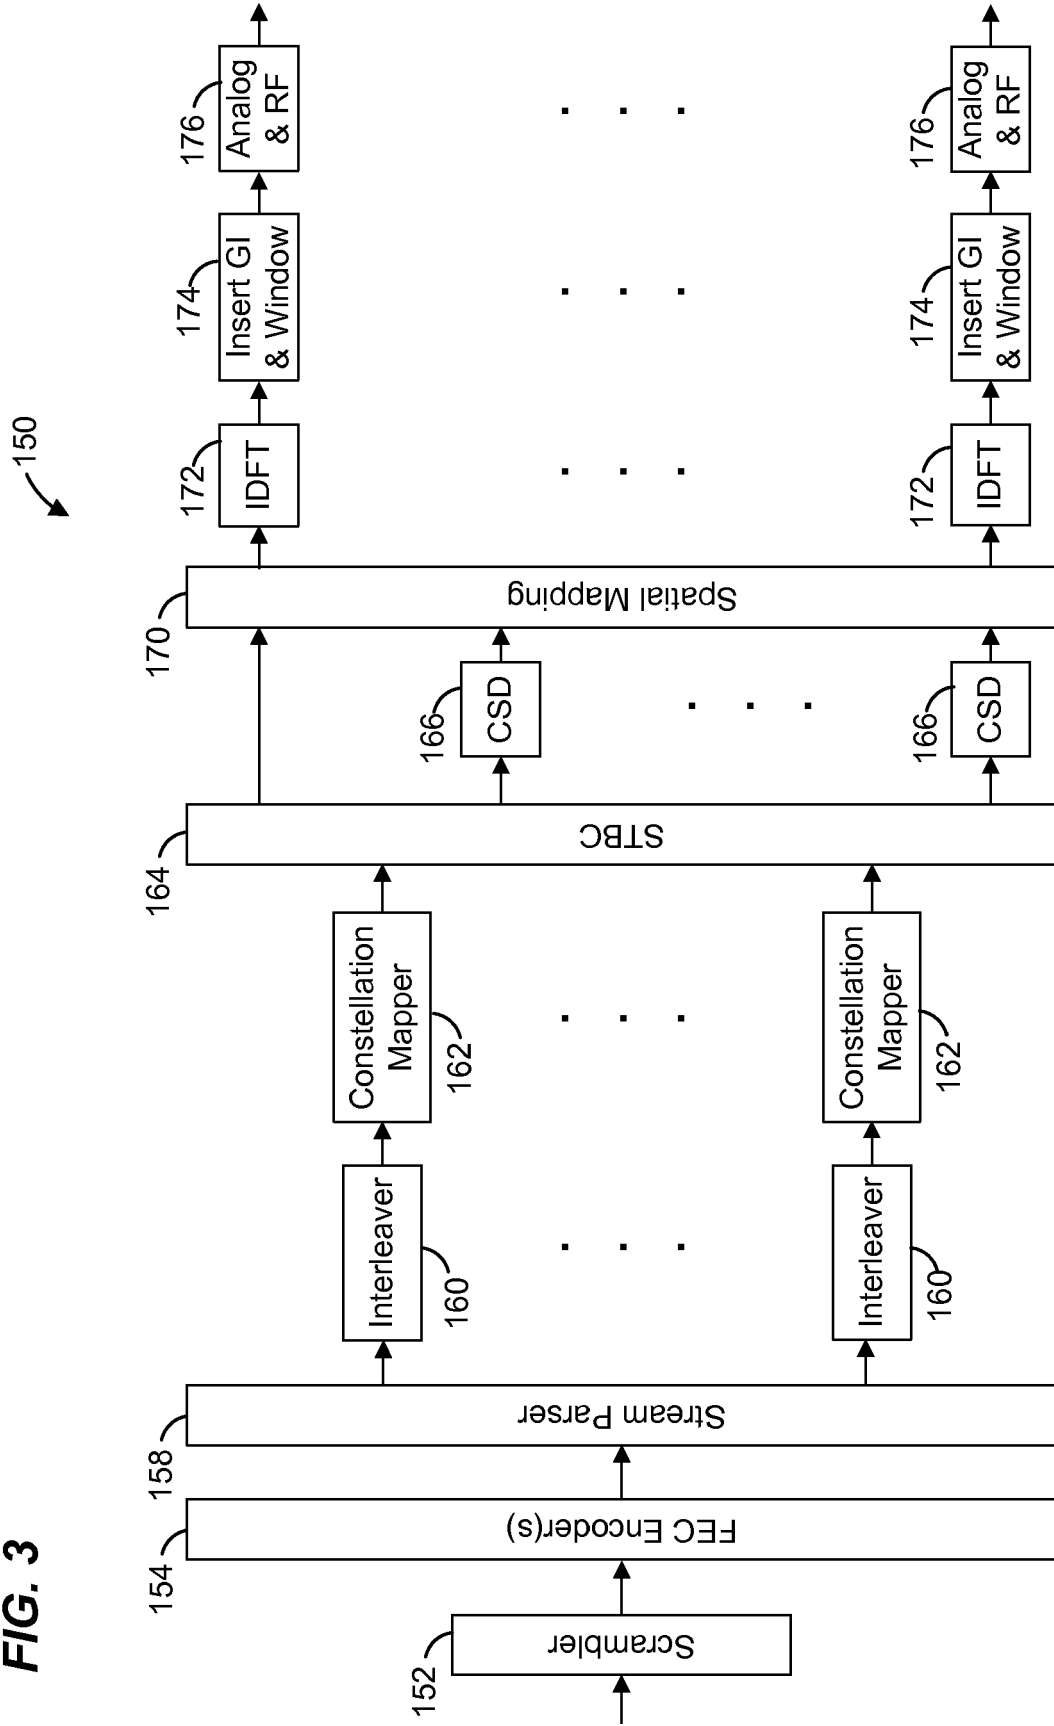 FIG. 3
150
152
Scrambler
154
FEC Encoder(s)
158
Stream Parser
Interleaver
160
Interleaver
160
Constellation
Mapper
162
Constellation
Mapper
162
164
STBC
166
CSD
166
CSD
170
Spatial Mapping
172
IDFT
172
IDFT
174
Insert GI
& Window
174
Insert GI
& Window
176
Analog
& RF
176
Analog
& RF